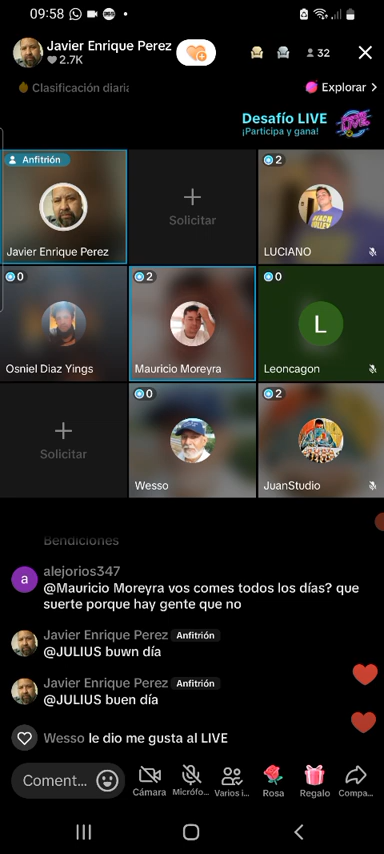 09:58
Javier Enrique Perez
2.7K
32
Clasificación diaria
Explorar
Desafío LIVE
¡Participa y gana!
Anfitrión
Javier Enrique Perez
Solicitar
2
LUCIANO
0
Osniel Diaz Yings
2
Mauricio Moreyra
0
L
Leoncagon
Solicitar
0
Wesso
2
JuanStudio
Bendiciones
a
alejorios347
@Mauricio Moreyra vos comes todos los días? que
suerte porque hay gente que no
Javier Enrique Perez Anfitrión
@JULIUS buwn día
Javier Enrique Perez Anfitrión
@JULIUS buen día
Wesso le dio me gusta al LIVE
Coment...
Cámara
Micrófo...
Varios i...
Rosa
Regalo
Compa...